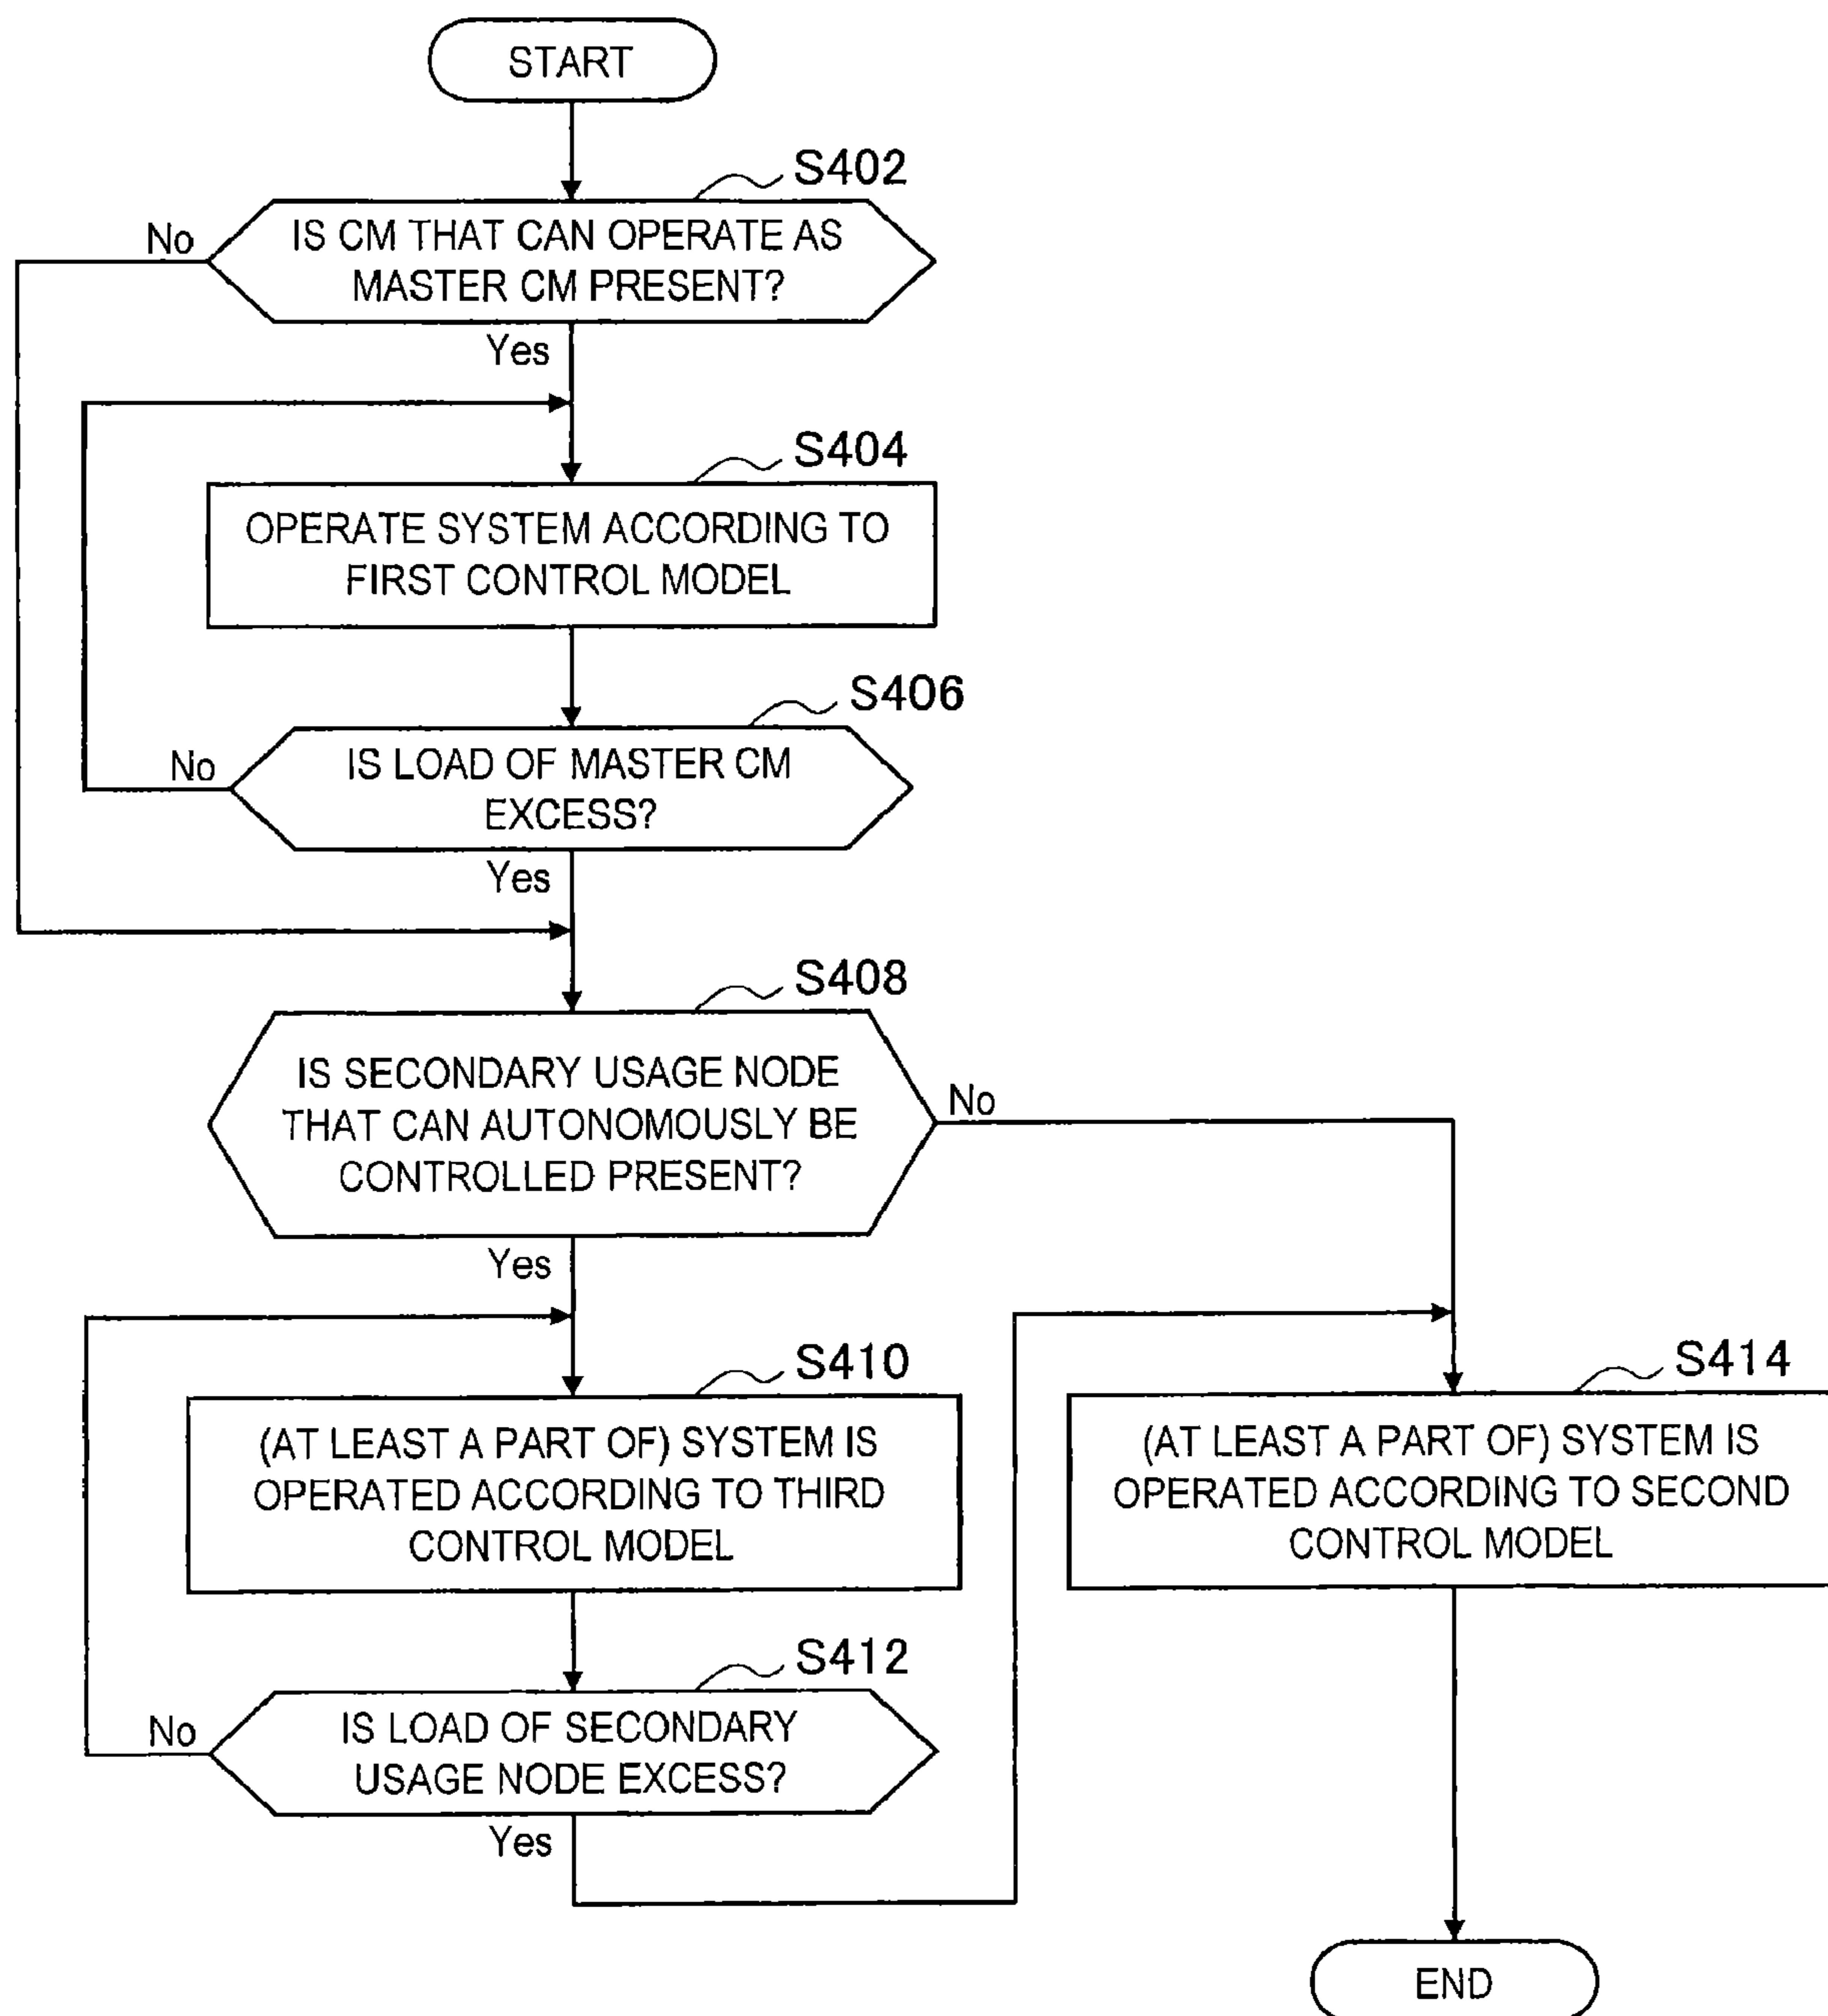 START
S402
IS CM THAT CAN OPERATE AS
MASTER CM PRESENT?
No
Yes
S404
OPERATE SYSTEM ACCORDING TO
FIRST CONTROL MODEL
S406
IS LOAD OF MASTER CM
EXCESS?
No
Yes
S408
IS SECONDARY USAGE NODE
THAT CAN AUTONOMOUSLY BE
CONTROLLED PRESENT?
No
Yes
S410
(AT LEAST A PART OF) SYSTEM IS
OPERATED ACCORDING TO THIRD
CONTROL MODEL
S414
(AT LEAST A PART OF) SYSTEM IS
OPERATED ACCORDING TO SECOND
CONTROL MODEL
S412
IS LOAD OF SECONDARY
USAGE NODE EXCESS?
No
Yes
END